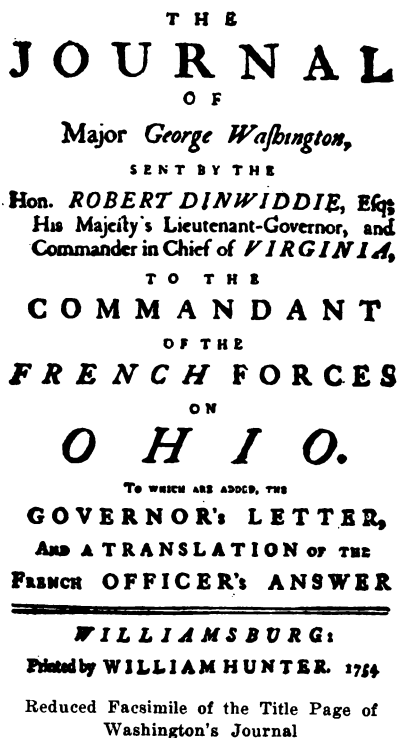 THE
JOURNAL
OF
Major George Waſhington,
SENT BY THE
Hon. ROBERT DINWIDDIE, Eſq;
His Majeſty's Lieutenant-Governor, and
Commander in Chief of VIRGINIA,
TO THE
COMMANDANT
OF THE
FRENCH FORCES
ON
OHIO.
To WHICH ARE ADDED, THE
GOVERNOR's LETTER,
AND A TRANSLATION OF THE
FRENCH OFFICER's ANSWER
WILLIAMSBURG:
Printed by WILLIAM HUNTER. 1754
Reduced Facsimile of the Title Page of
Washington's Journal